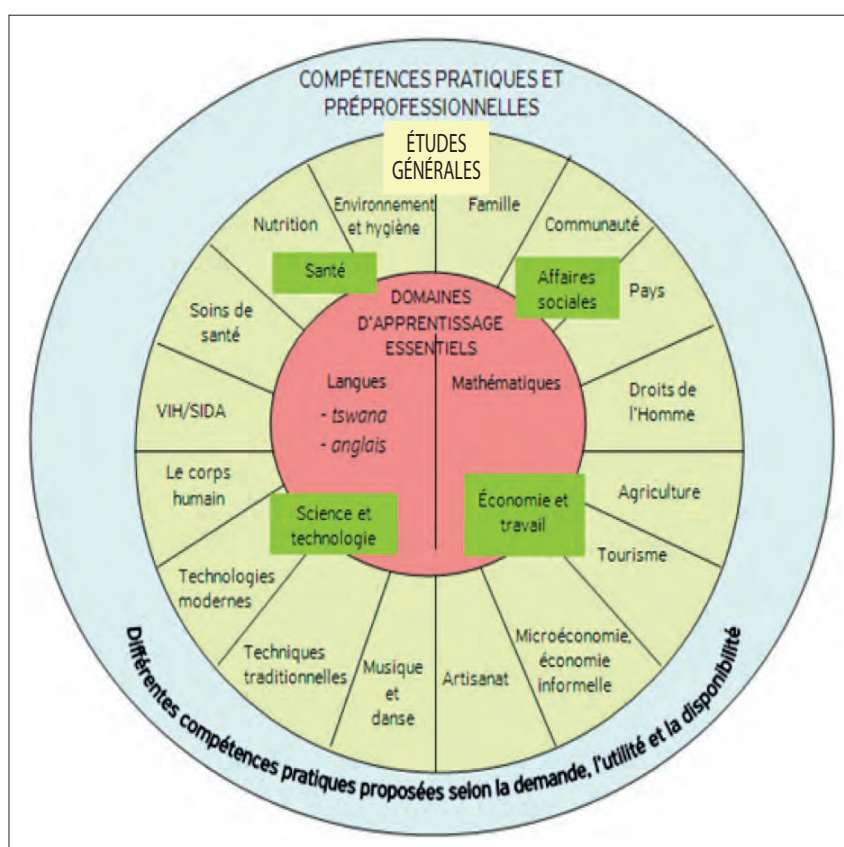 COMPÉTENCES PRATIQUES ET
PRÉPROFESSIONNELLES
ÉTUDES
GÉNÉRALES
Environnement
et hygiène
Famille
Nutrition
Communauté
Santé
Affaires
sociales
Pays
Soins de
santé
DOMAINES
D'APPRENTISSAGE
ESSENTIELS
Langues
- tswana
- anglais
Mathématiques
Droits de
l'Homme
VIH/SIDA
Le corps
humain
Science et
technologie
Économie et
travail
Agriculture
Tourisme
Technologies
modernes
Techniques
traditionnelles
Musique
et
danse
Artisanat
Microéconomie,
économie
informelle
Différentes compétences pratiques proposées selon la demande, l'utilité et la disponibilité